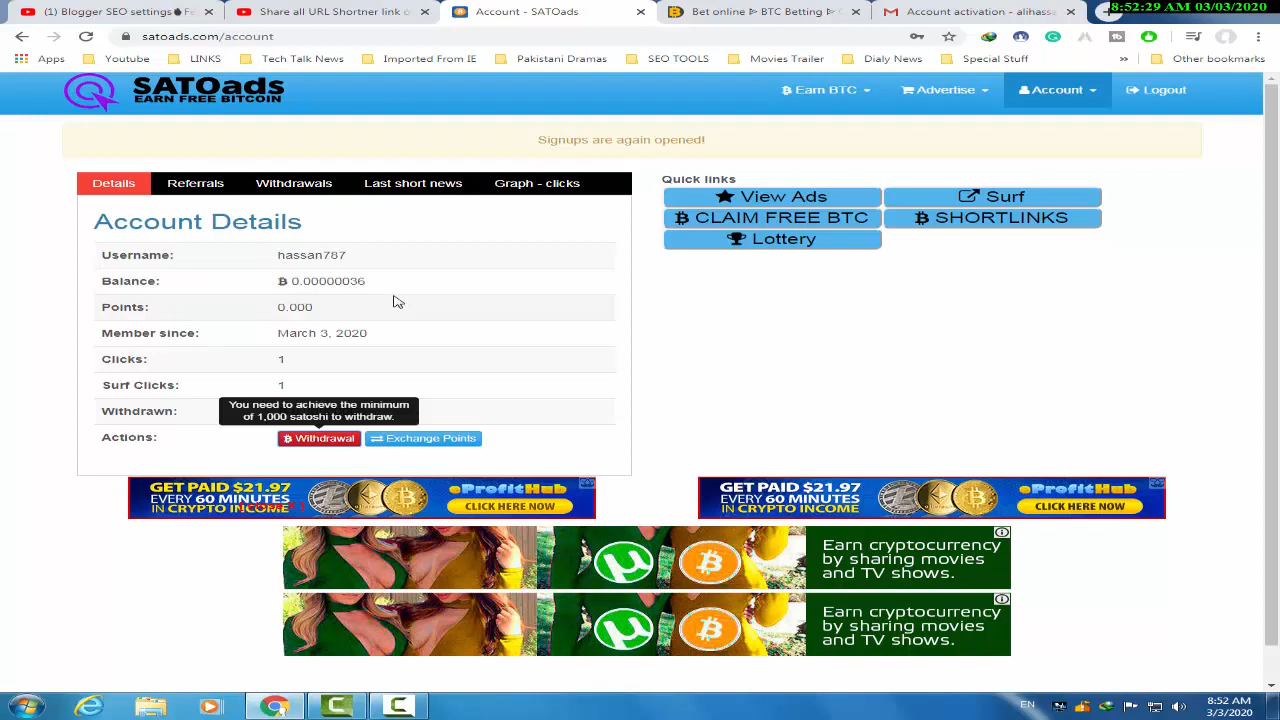 8:52:29 AM 03/03/2020
(1) Blogger SEO settings
Share all URL Shortner link o
Account - SATOads
Bet online ⊳ BTC Betting ⊳ C
Account activation - alihass
satoads.com/account
Apps
Youtube
LINKS
Tech Talk News
Imported From IE
Pakistani Dramas
SEO TOOLS
Movies Trailer
Dialy News
Special Stuff
»
Other bookmarks
SATOads
EARN FREE BITCOIN
Earn BTC
Advertise
Account
Logout
Signups are again opened!
Details
Referrals
Withdrawals
Last short news
Graph - clicks
Quick links
View Ads
Surf
CLAIM FREE BTC
SHORTLINKS
Lottery
Account Details
Username: hassan787
Balance: ₿ 0.00000036
Points: 0.000
Member since: March 3, 2020
Clicks: 1
Surf Clicks: 1
Withdrawn:
You need to achieve the minimum
of 1,000 satoshi to withdraw.
Actions:
Withdrawal
Exchange Points
GET PAID $21.97
EVERY 60 MINUTES
IN CRYPTO INCOME
eProfitHub
CLICK HERE NOW
GET PAID $21.97
EVERY 60 MINUTES
IN CRYPTO INCOME
eProfitHub
CLICK HERE NOW
Earn cryptocurrency
by sharing movies
and TV shows.
Earn cryptocurrency
by sharing movies
and TV shows.
EN
8:52 AM
3/3/2020